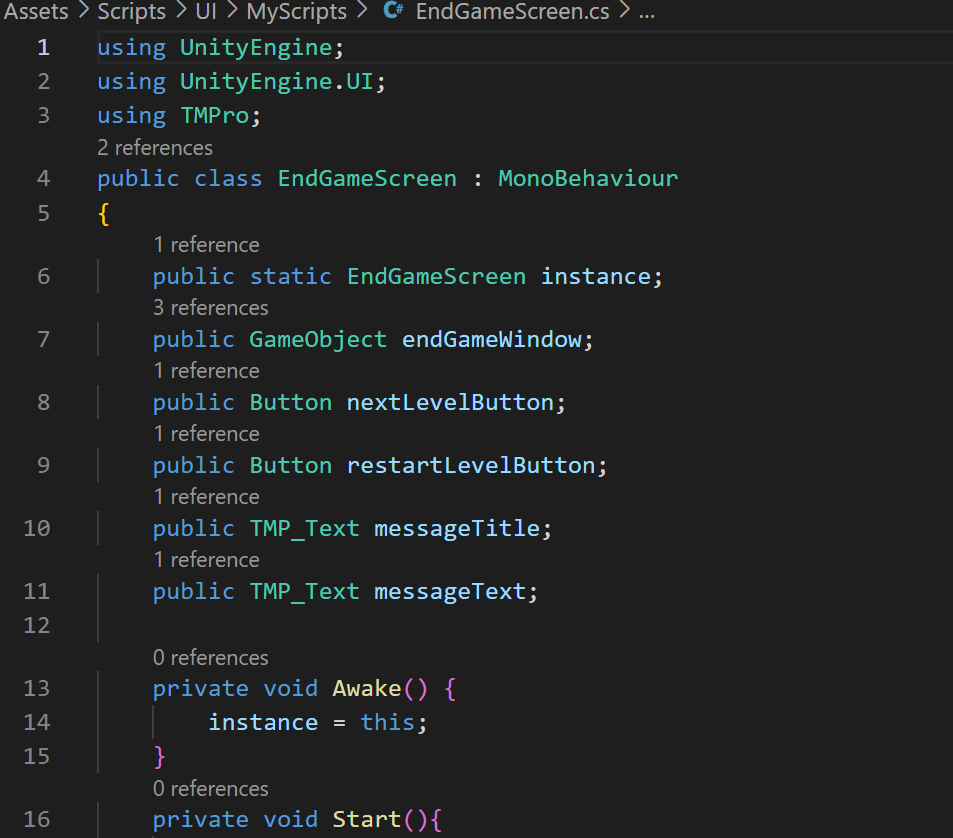 Assets > Scripts > UI > MyScripts > C# EndGameScreen.cs > ...
1 using UnityEngine;
2 using UnityEngine.UI;
3 using TMPro;
2 references
4 public class EndGameScreen : MonoBehaviour
5 {
1 reference
6 public static EndGameScreen instance;
3 references
7 public GameObject endGameWindow;
1 reference
8 public Button nextLevelButton;
1 reference
9 public Button restartLevelButton;
1 reference
10 public TMP_Text messageTitle;
1 reference
11 public TMP_Text messageText;
12
0 references
13 private void Awake() {
14 instance = this;
15 }
0 references
16 private void Start(){